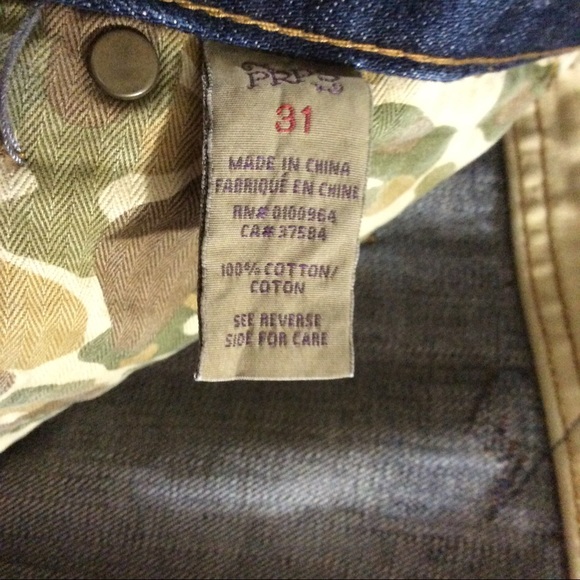 PRPS
31
MADE IN CHINA
FABRIQUÉ EN CHINE
RN# 0100964
CA# 37584
100% COTTON/
COTON
SEE REVERSE
SIDE FOR CARE